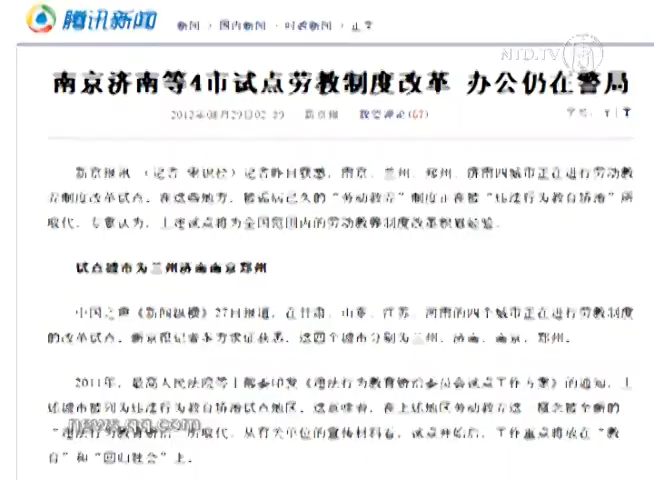 腾讯新闻 新闻 > 国内新闻 > 时政新闻 > 正文
NTDTV
南京济南等4市试点劳教制度改革 办公仍在警局
2012年08月29日02 新京报 我要评论(67) 字号: T | T
新京报讯 (记者 )记者昨日获悉，南京、兰州、郑州、济南四城市正在进行劳动教
养制度改革试点。在这些地方，被诟病已久的“劳动教养”制度正在被“违法行为教育矫治”所
取代。专家认为，上述试点将为全国范围内的劳动教养制度改革积累经验。
试点城市为兰州济南南京郑州
中国之声《新闻纵横》27日报道，在甘肃、山东、江苏、河南的四个城市正在进行劳教制度
的改革试点。新京报记者多方求证获悉，这四个城市分别为兰州、济南、南京、郑州。
2011年，最高人民法院等十部委印发《违法行为教育矫治委员会试点工作方案》的通知，上
述城市被列为违法行为教育矫治试点地区。这意味着，在上述地区劳动教养这一概念被全新的
news.qq.com
“违法行为教育矫治”所取代。从有关单位的宣传材料看，试点开始后，工作重点将放在“教
育”和“回归社会”上。